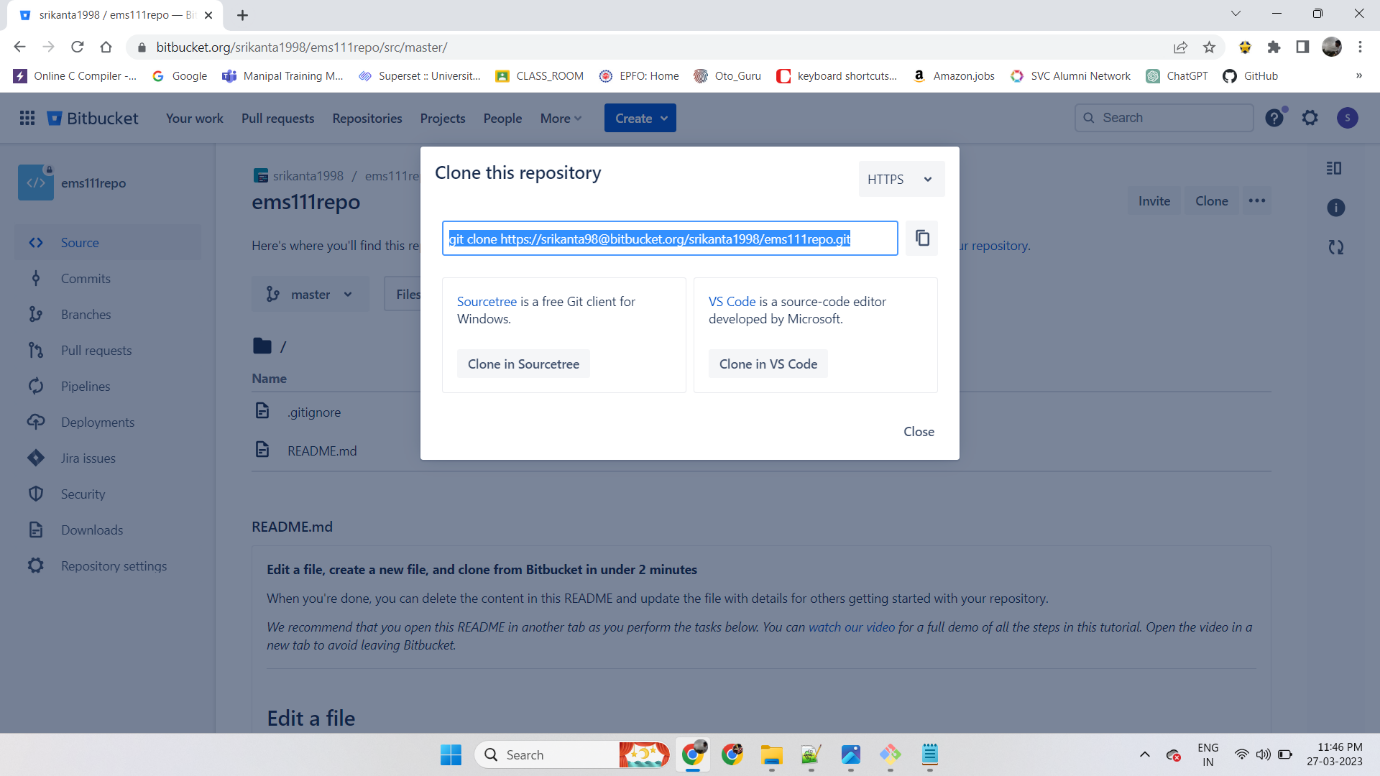 srikanta1998 / ems111repo — Bi
bitbucket.org/srikanta1998/ems111repo/src/master/
Online C Compiler -... Google Manipal Training M... Superset :: Universit... CLASS_ROOM EPFO: Home Oto_Guru keyboard shortcuts... Amazon.jobs SVC Alumni Network ChatGPT GitHub »
Bitbucket Your work Pull requests Repositories Projects People More Create Search S
ems111repo
Source
Commits
Branches
Pull requests
Pipelines
Deployments
Jira issues
Security
Downloads
Repository settings
srikanta1998 / ems111re
ems111repo
Invite Clone
Here's where you'll find this re
ur repository.
master Files
/
Name
.gitignore
README.md
Clone this repository
HTTPS
git clone https://srikanta98@bitbucket.org/srikanta1998/ems111repo.git
Sourcetree is a free Git client for
Windows.
Clone in Sourcetree
VS Code is a source-code editor
developed by Microsoft.
Clone in VS Code
Close
README.md
Edit a file, create a new file, and clone from Bitbucket in under 2 minutes
When you're done, you can delete the content in this README and update the file with details for others getting started with your repository.
We recommend that you open this README in another tab as you perform the tasks below. You can watch our video for a full demo of all the steps in this tutorial. Open the video in a
new tab to avoid leaving Bitbucket.
Edit a file
Search
ENG
IN
11:46 PM
27-03-2023